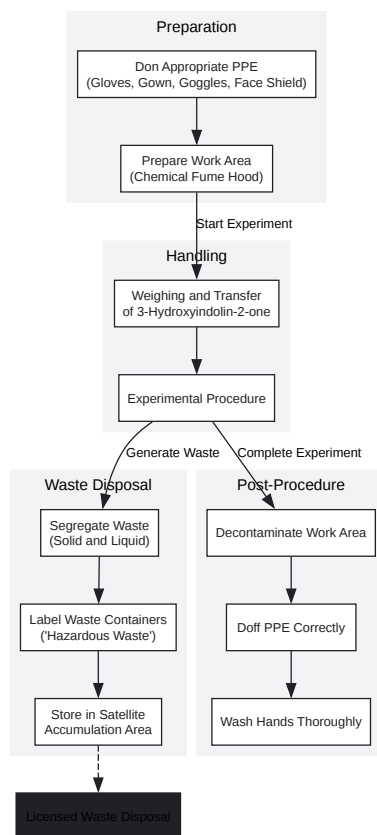 Preparation
Don Appropriate PPE
(Gloves, Gown, Goggles, Face Shield)
Prepare Work Area
(Chemical Fume Hood)
Start Experiment
Handling
Weighing and Transfer
of 3-Hydroxyindolin-2-one
Experimental Procedure
Generate Waste
Complete Experiment
Waste Disposal
Segregate Waste
(Solid and Liquid)
Label Waste Containers
('Hazardous Waste')
Store in Satellite
Accumulation Area
Licensed Waste Disposal
Post-Procedure
Decontaminate Work Area
Doff PPE Correctly
Wash Hands Thoroughly